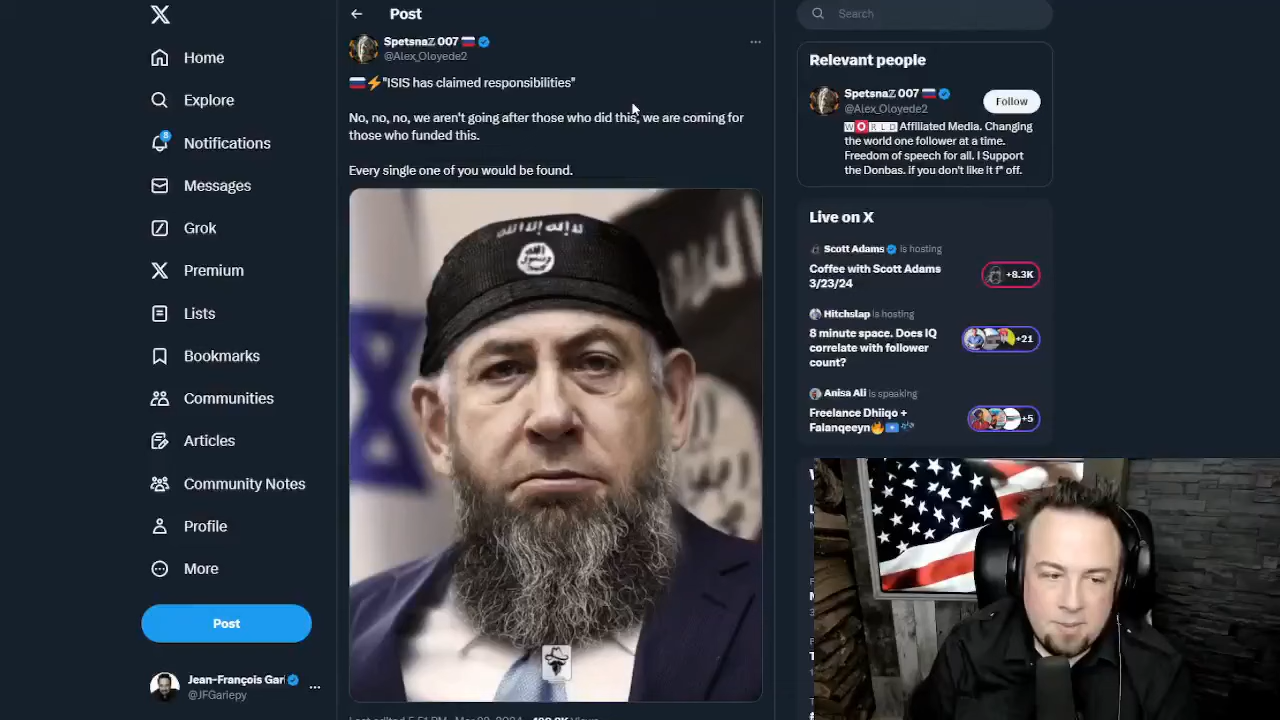 Home
Explore
8
Notifications
Messages
Grok
Premium
Lists
Bookmarks
Communities
Articles
Community Notes
Profile
More
Post
Jean-François Gari
@JFGariepy
Post
SpetsnaZ 007
@Alex_Oloyede2
"ISIS has claimed responsibilities"
No, no, no, we aren't going after those who did this, we are coming for
those who funded this.
Every single one of you would be found.
Search
Relevant people
SpetsnaZ 007
@Alex_Oloyede2
Follow
WORLD Affiliated Media. Changing
the world one follower at a time.
Freedom of speech for all. I Support
the Donbas. if you don't like it f* off.
Live on X
Scott Adams is hosting
Coffee with Scott Adams
3/23/24
+8.3K
Hitchslap is hosting
8 minute space. Does IQ
correlate with follower
count?
+21
Anisa Ali is speaking
Freelance Dhiiqo +
Falanqeeyn
+5